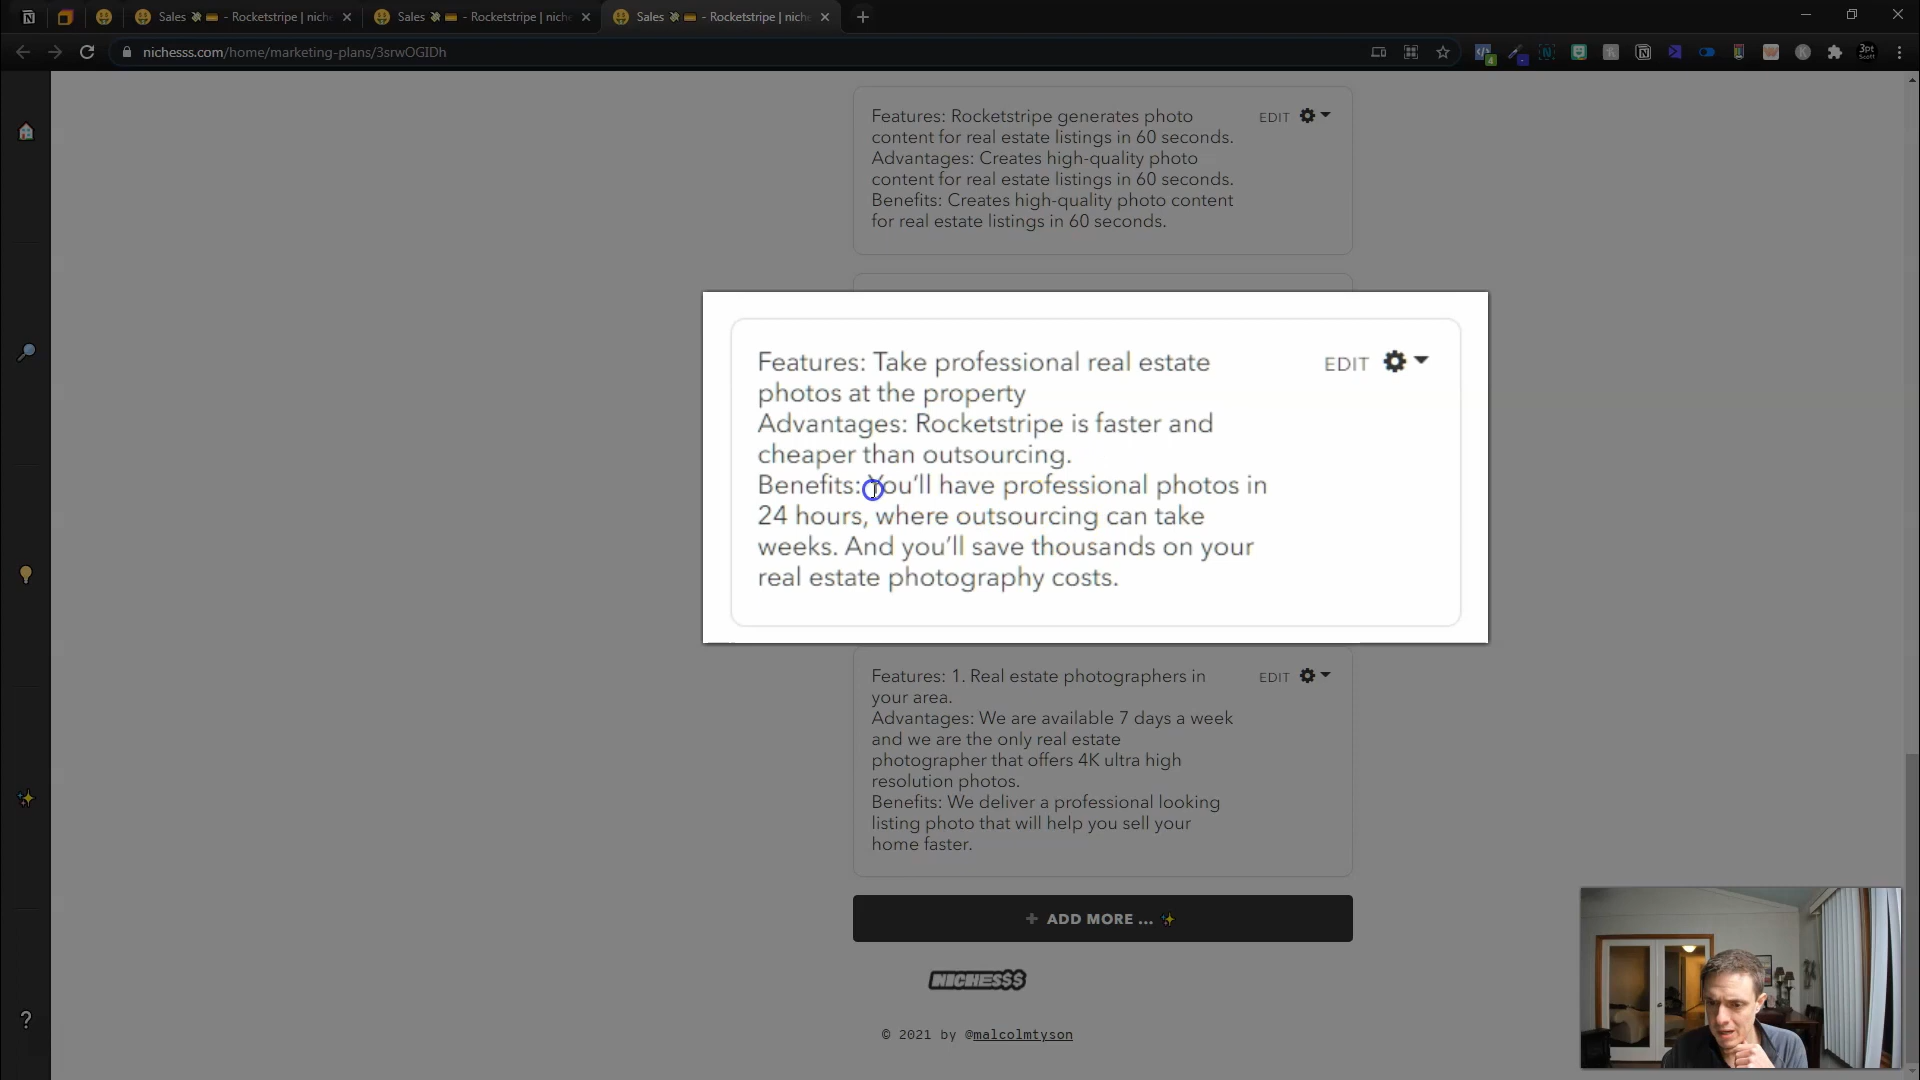 Sales - Rocketstripe | niche
Sales - Rocketstripe | niche
Sales - Rocketstripe | niche
nichesss.com/home/marketing-plans/3srwOGIDh
4
3pt
Scott
Features: Rocketstripe generates photo
content for real estate listings in 60 seconds.
Advantages: Creates high-quality photo
content for real estate listings in 60 seconds.
Benefits: Creates high-quality photo content
for real estate listings in 60 seconds.
EDIT
Features: Take professional real estate
photos at the property
Advantages: Rocketstripe is faster and
cheaper than outsourcing.
Benefits: You'll have professional photos in
24 hours, where outsourcing can take
weeks. And you'll save thousands on your
real estate photography costs.
EDIT
Features: 1. Real estate photographers in
your area.
Advantages: We are available 7 days a week
and we are the only real estate
photographer that offers 4K ultra high
resolution photos.
Benefits: We deliver a professional looking
listing photo that will help you sell your
home faster.
EDIT
+ ADD MORE ...
NICHES$$
© 2021 by @malcolmtyson
?